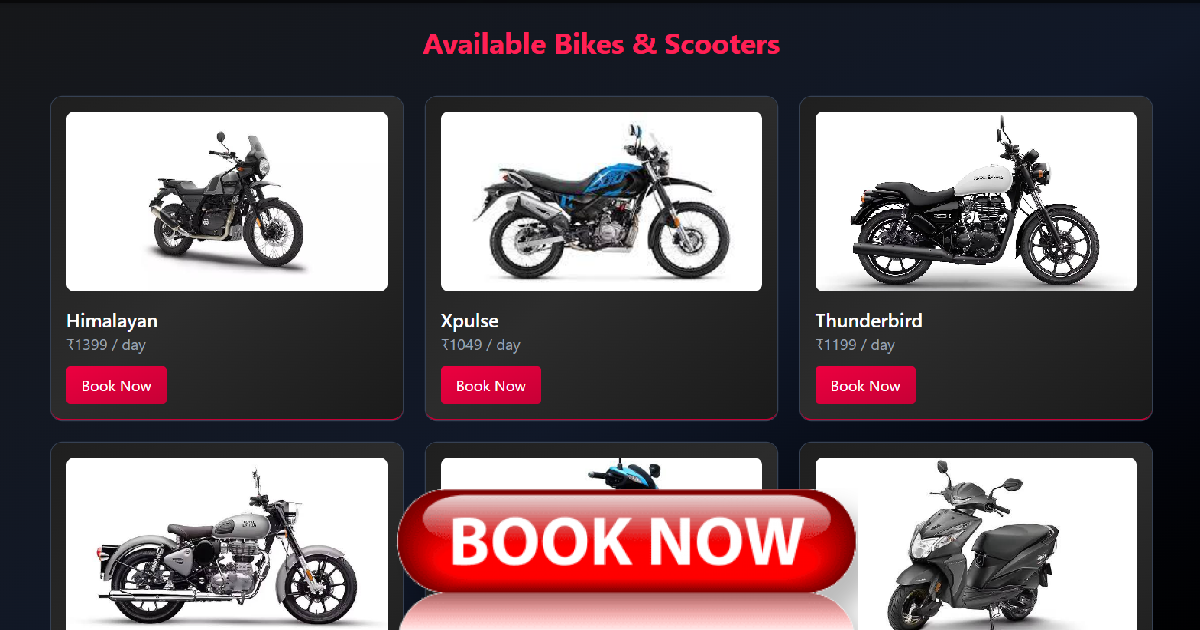 Available Bikes & Scooters
Himalayan
₹1399 / day
Book Now
Xpulse
₹1049 / day
Book Now
Thunderbird
₹1199 / day
Book Now
BOOK NOW